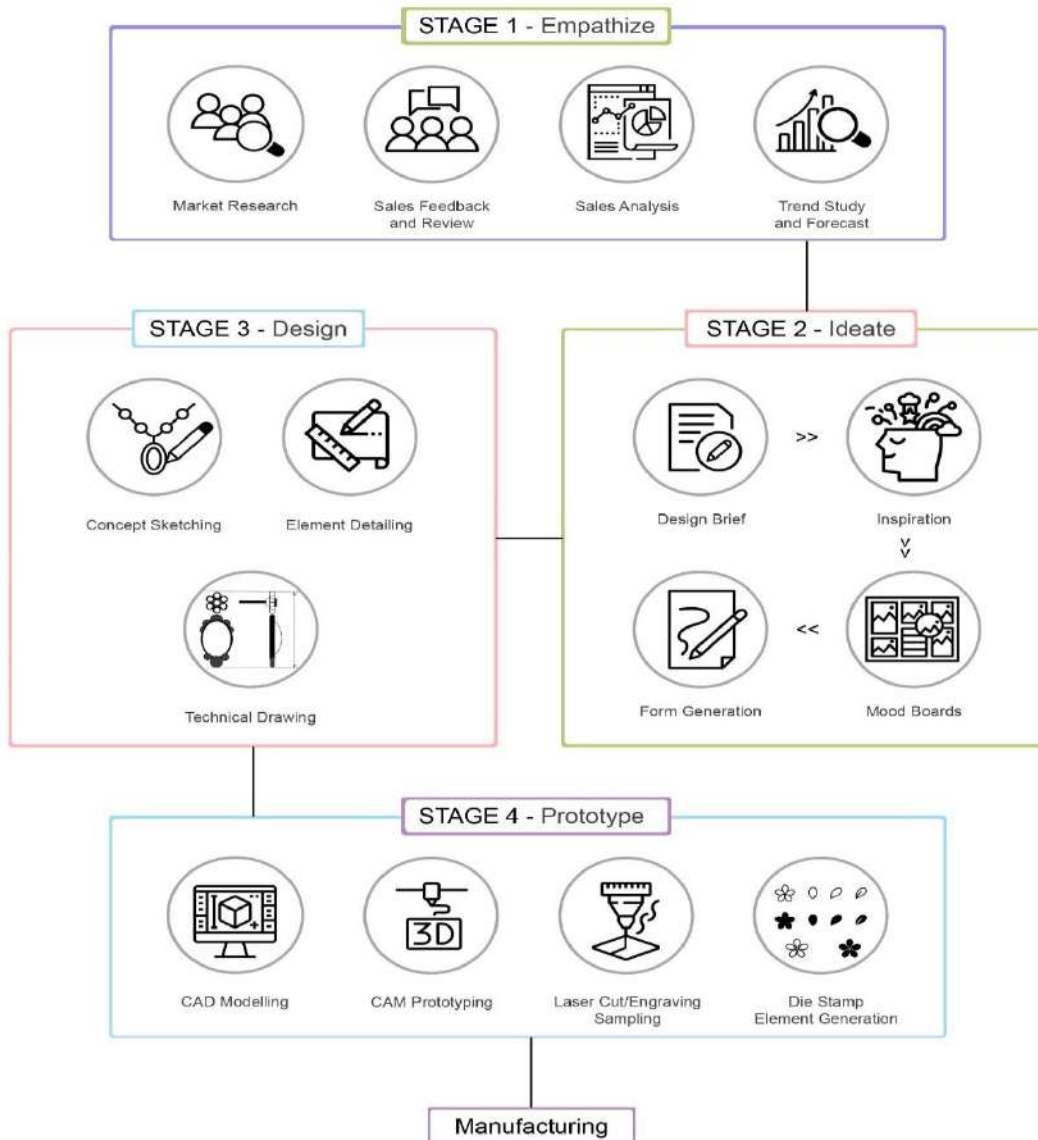 STAGE 1 - Empathize
Market Research
Sales Feedback
and Review
Sales Analysis
Trend Study
and Forecast
STAGE 2 - Ideate
Design Brief
>>
Inspiration
>>
Mood Boards
<<
Form Generation
STAGE 3 - Design
Concept Sketching
Element Detailing
Technical Drawing
STAGE 4 - Prototype
CAD Modelling
3D
CAM Prototyping
Laser Cut/Engraving
Sampling
Die Stamp
Element Generation
Manufacturing